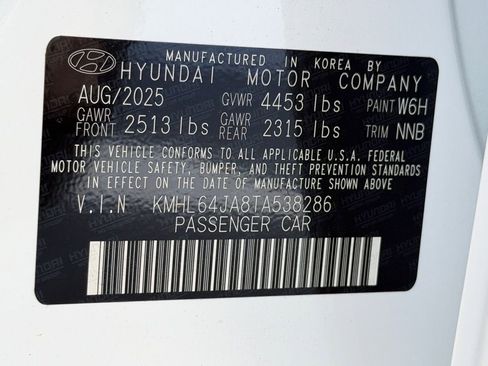 MANUFACTURED IN KOREA BY
HYUNDAI MOTOR COMPANY
AUG/2025 GVWR 4453 lbs PAINT W6H
GAWR FRONT 2513 lbs GAWR REAR 2315 lbs TRIM NNB
THIS VEHICLE CONFORMS TO ALL APPLICABLE U.S.A. FEDERAL
MOTOR VEHICLE SAFETY, BUMPER, AND THEFT PREVENTION STANDARDS
IN EFFECT ON THE DATE OF MANUFACTURE SHOWN ABOVE.
V.I.N KMHL64JA8TA538286
PASSENGER CAR